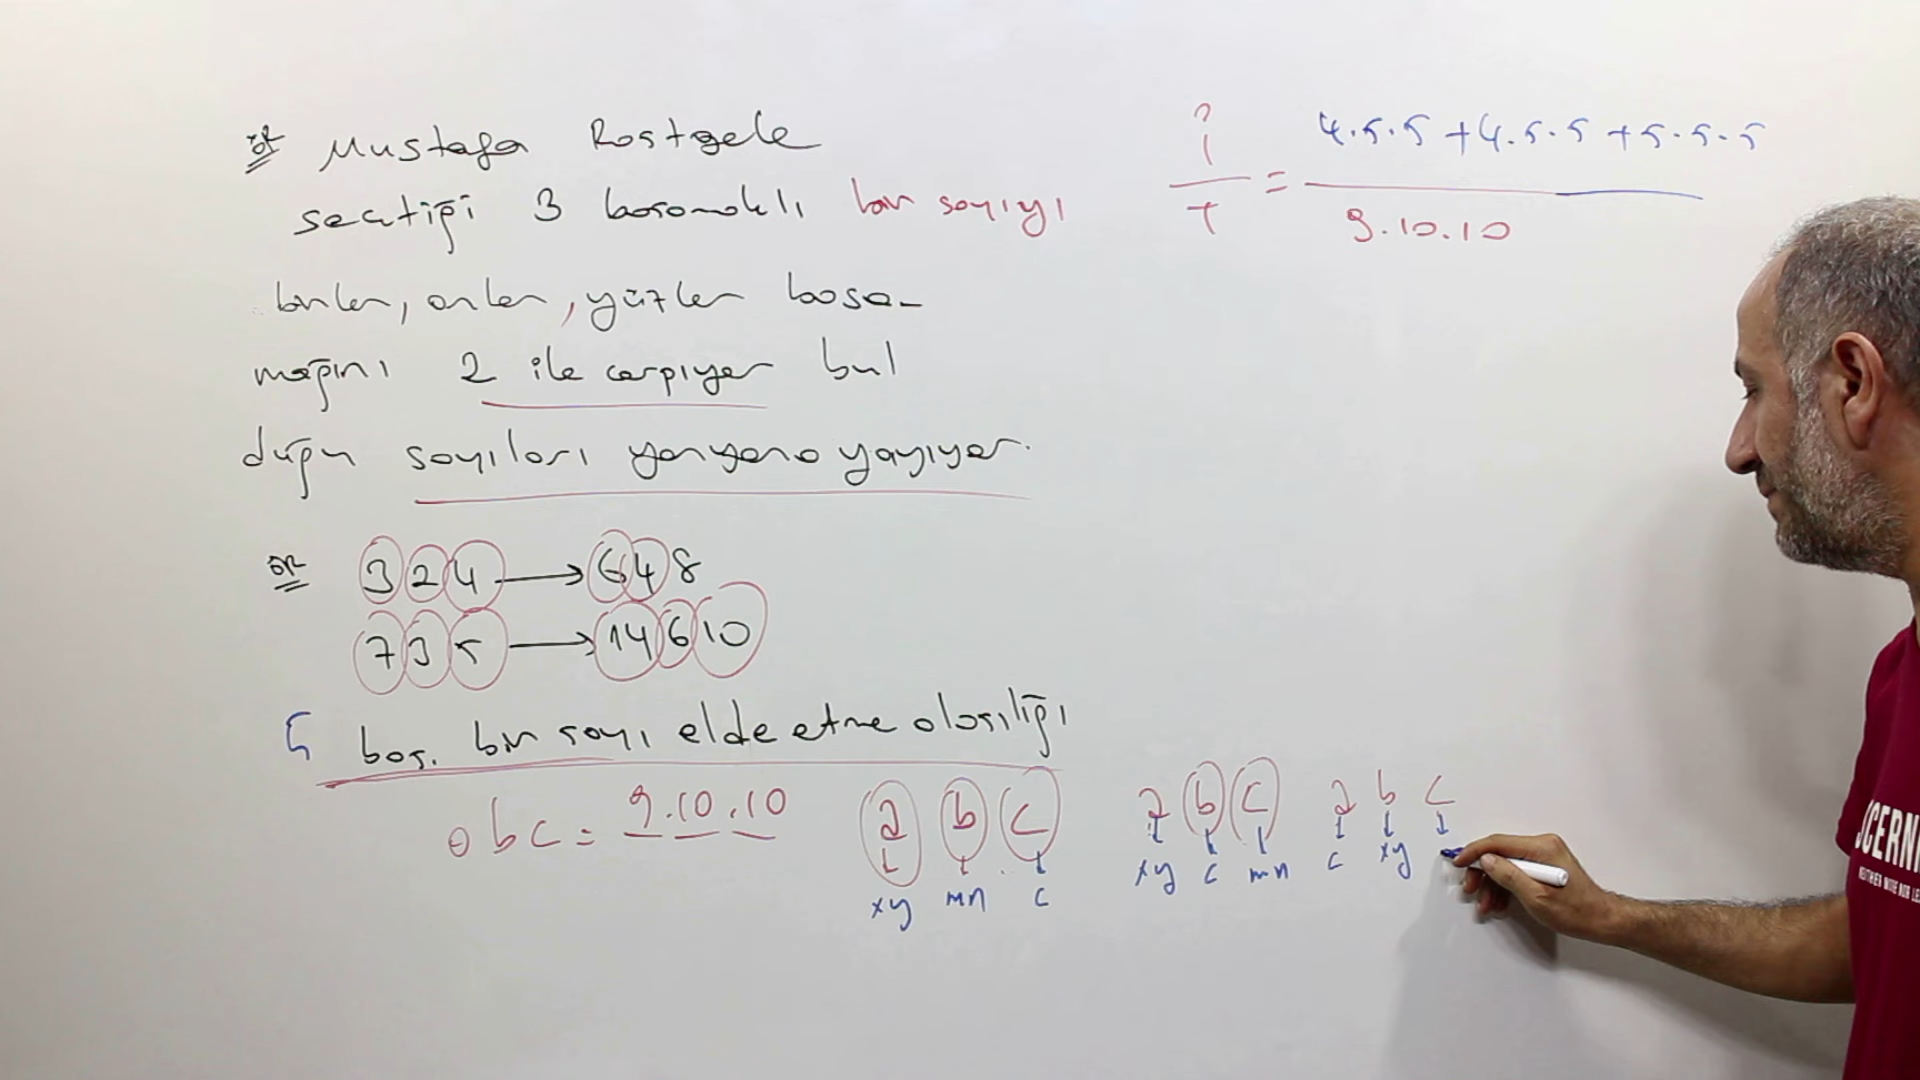 ör Mustafa Rastgele
seçtiği 3 basamaklı bir sayıyı
birler, onlar, yüzler basa-
mağını 2 ile çarpıyor bul
duğu sayıları yanyana yazıyor.
ör 324 → 648
735 → 14610
5 bas. bir sayı elde etme olasılığı
abc = 9.10.10
a b c
xy mn c
a b c
xy c mn
a b c
c xy
? i / T = 4.5.5 + 4.5.5 + 5.5.5 / 9.10.10